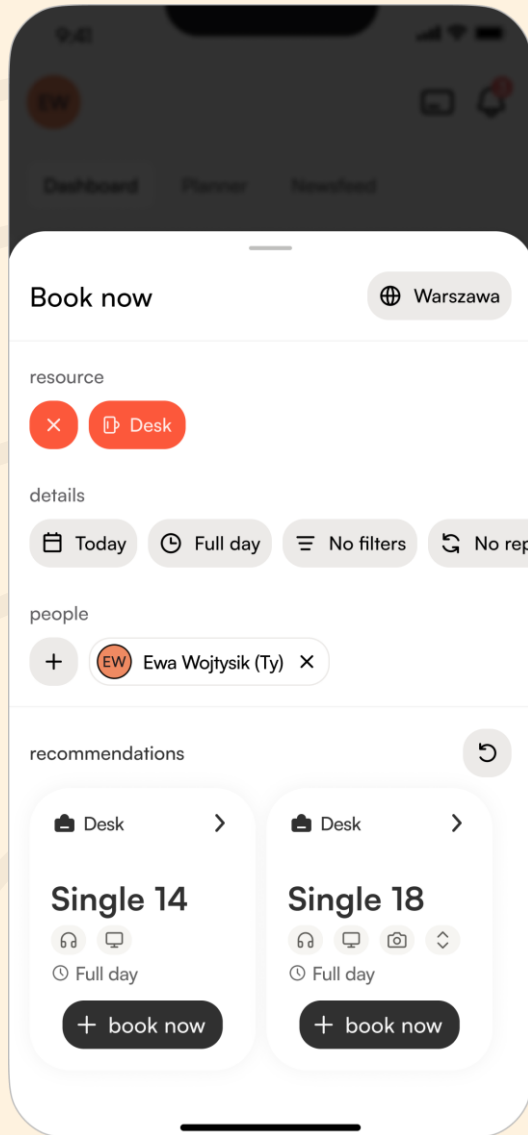 9:41
EW
Dashboard Planner Newsfeed
Book now
Warszawa
resource
Desk
details
Today Full day No filters No rep
people
EW Ewa Wojtysik (Ty)
recommendations
Desk
Single 14
Full day
+ book now
Desk
Single 18
Full day
+ book now